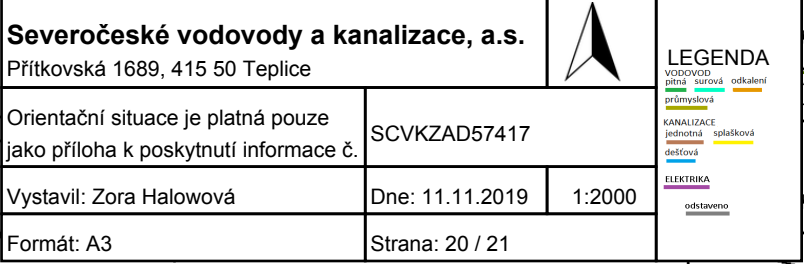 Severočeské vodovody a kanalizace, a.s.
Přítkovská 1689, 415 50 Teplice
Orientační situace je platná pouze
jako příloha k poskytnutí informace č.
SCVKZAD57417
Vystavil: Zora Halowová
Dne: 11.11.2019
1:2000
Formát: A3
Strana: 20 / 21
LEGENDA
VODOVOD
pitná surová odkalení
průmyslová
KANALIZACE
jednotná splašková
dešťová
ELEKTRIKA
odstaveno